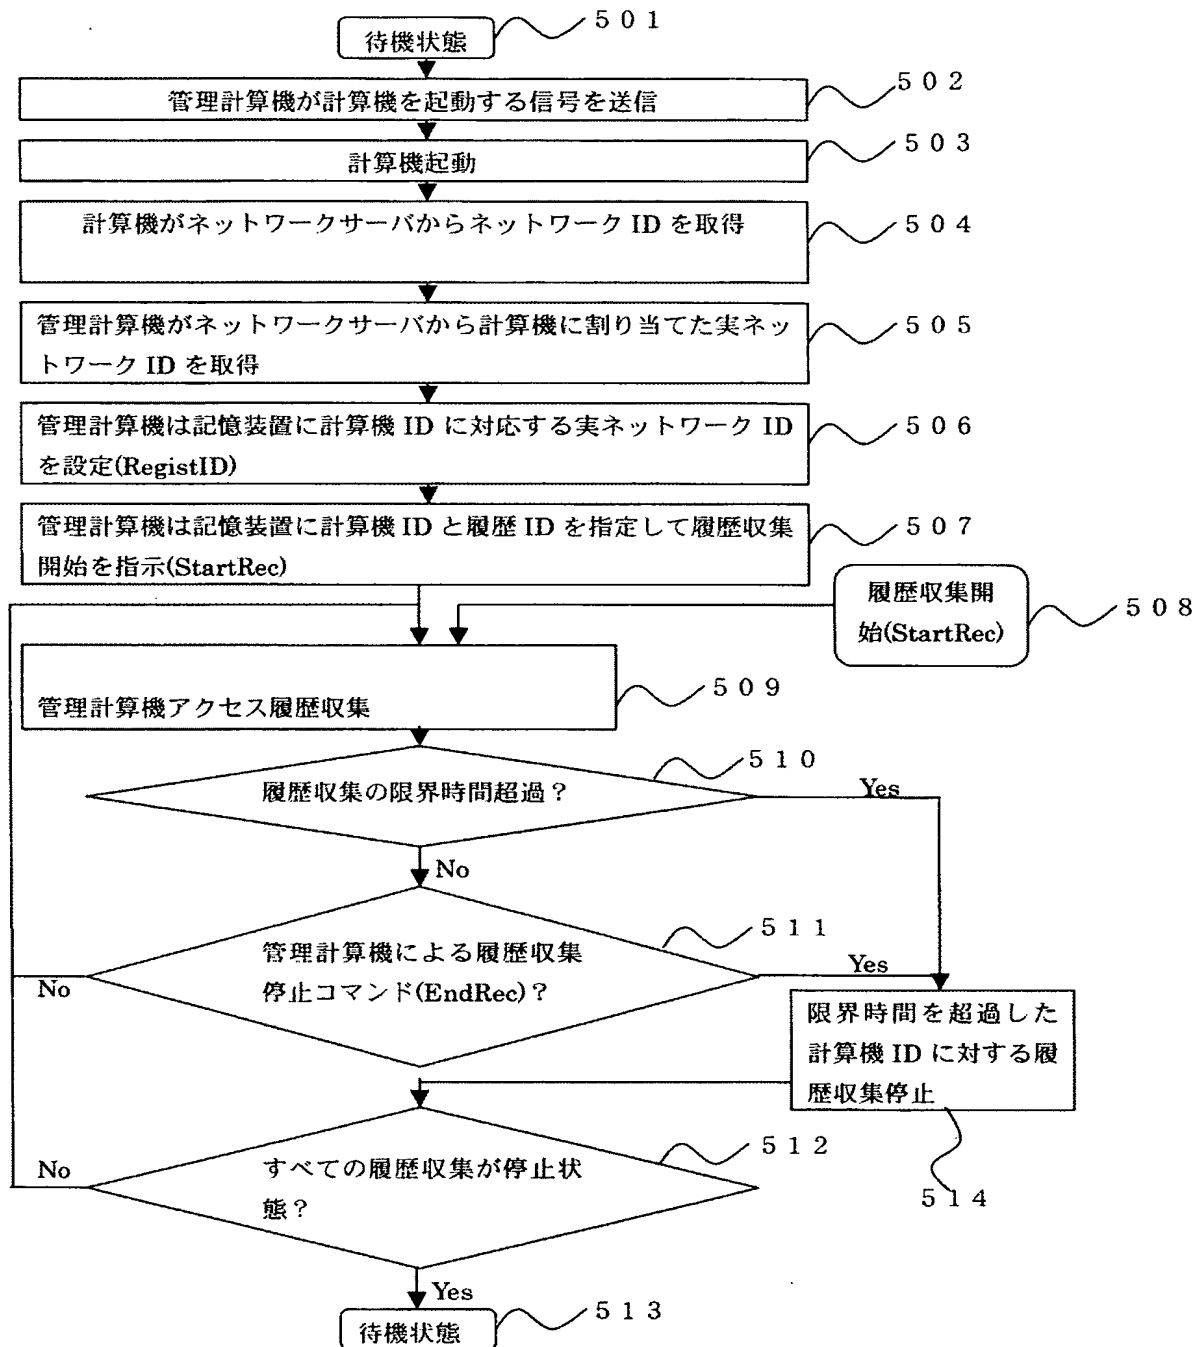 待機状態
５０１
管理計算機が計算機を起動する信号を送信
５０２
計算機起動
５０３
計算機がネットワークサーバからネットワーク ID を取得
５０４
管理計算機がネットワークサーバから計算機に割り当てた実ネッ
トワーク ID を取得
５０５
管理計算機は記憶装置に計算機 ID に対応する実ネットワーク ID
を設定(RegistID)
５０６
管理計算機は記憶装置に計算機 ID と履歴 ID を指定して履歴収集
開始を指示(StartRec)
５０７
履歴収集開
始(StartRec)
５０８
管理計算機アクセス履歴収集
５０９
履歴収集の限界時間超過？
５１０
Yes
No
管理計算機による履歴収集
停止コマンド(EndRec)？
５１１
Yes
No
限界時間を超過した
計算機 ID に対する履
歴収集停止
５１４
すべての履歴収集が停止状
態？
５１２
No
Yes
待機状態
５１３